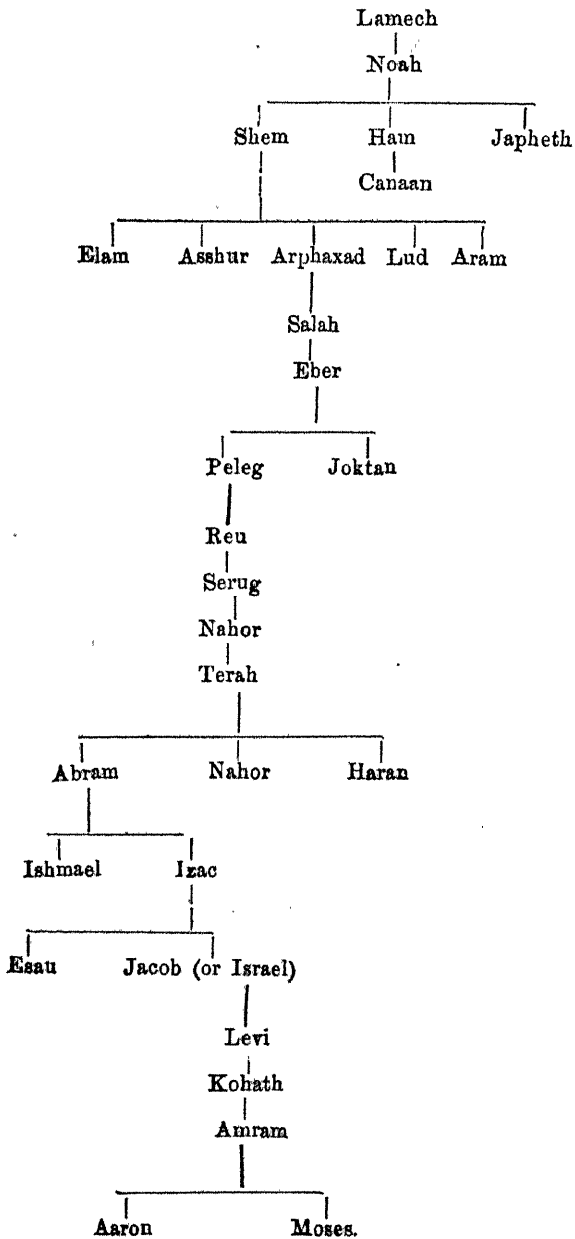 Lamech
Noah
Shem Ham Japheth
Canaan
Elam Asshur Arphaxad Lud Aram
Salah
Eber
Peleg Joktan
Reu
Serug
Nahor
Terah
Abram Nahor Haran
Ishmael Izac
Esau Jacob (or Israel)
Levi
Kohath
Amram
Aaron Moses.